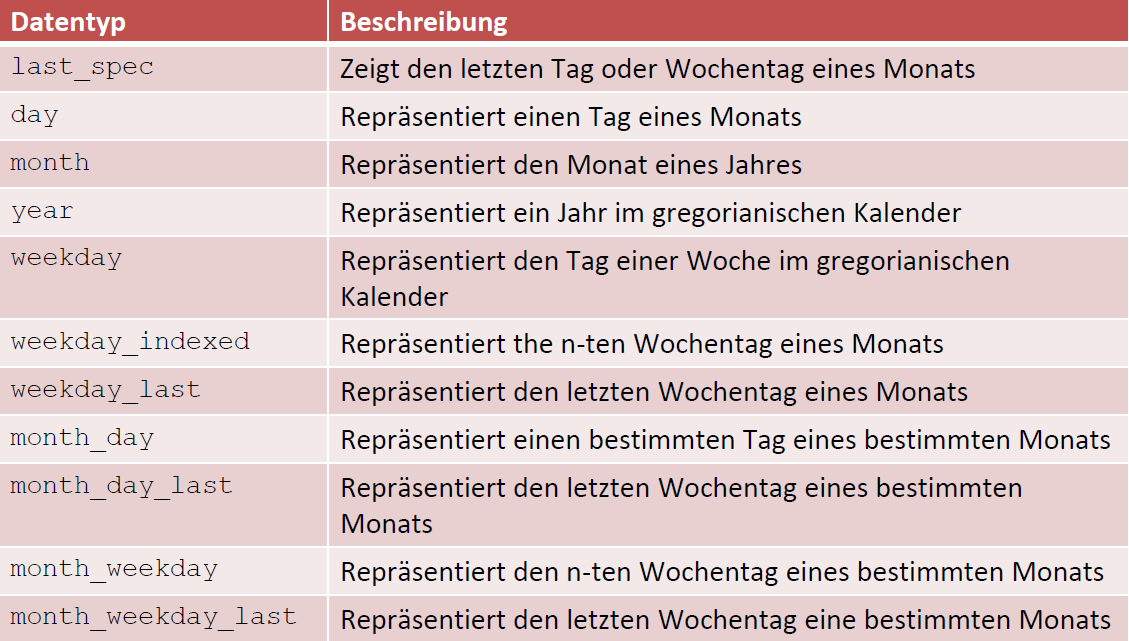 Datentyp Beschreibung
last_spec Zeigt den letzten Tag oder Wochentag eines Monats
day Repräsentiert einen Tag eines Monats
month Repräsentiert den Monat eines Jahres
year Repräsentiert ein Jahr im gregorianischen Kalender
weekday Repräsentiert den Tag einer Woche im gregorianischen
Kalender
weekday_indexed Repräsentiert the n-ten Wochentag eines Monats
weekday_last Repräsentiert den letzten Wochentag eines Monats
month_day Repräsentiert einen bestimmten Tag eines bestimmten Monats
month_day_last Repräsentiert den letzten Wochentag eines bestimmten
Monats
month_weekday Repräsentiert den n-ten Wochentag eines bestimmten Monats
month_weekday_last Repräsentiert den letzten Wochentag eine bestimmten Monats